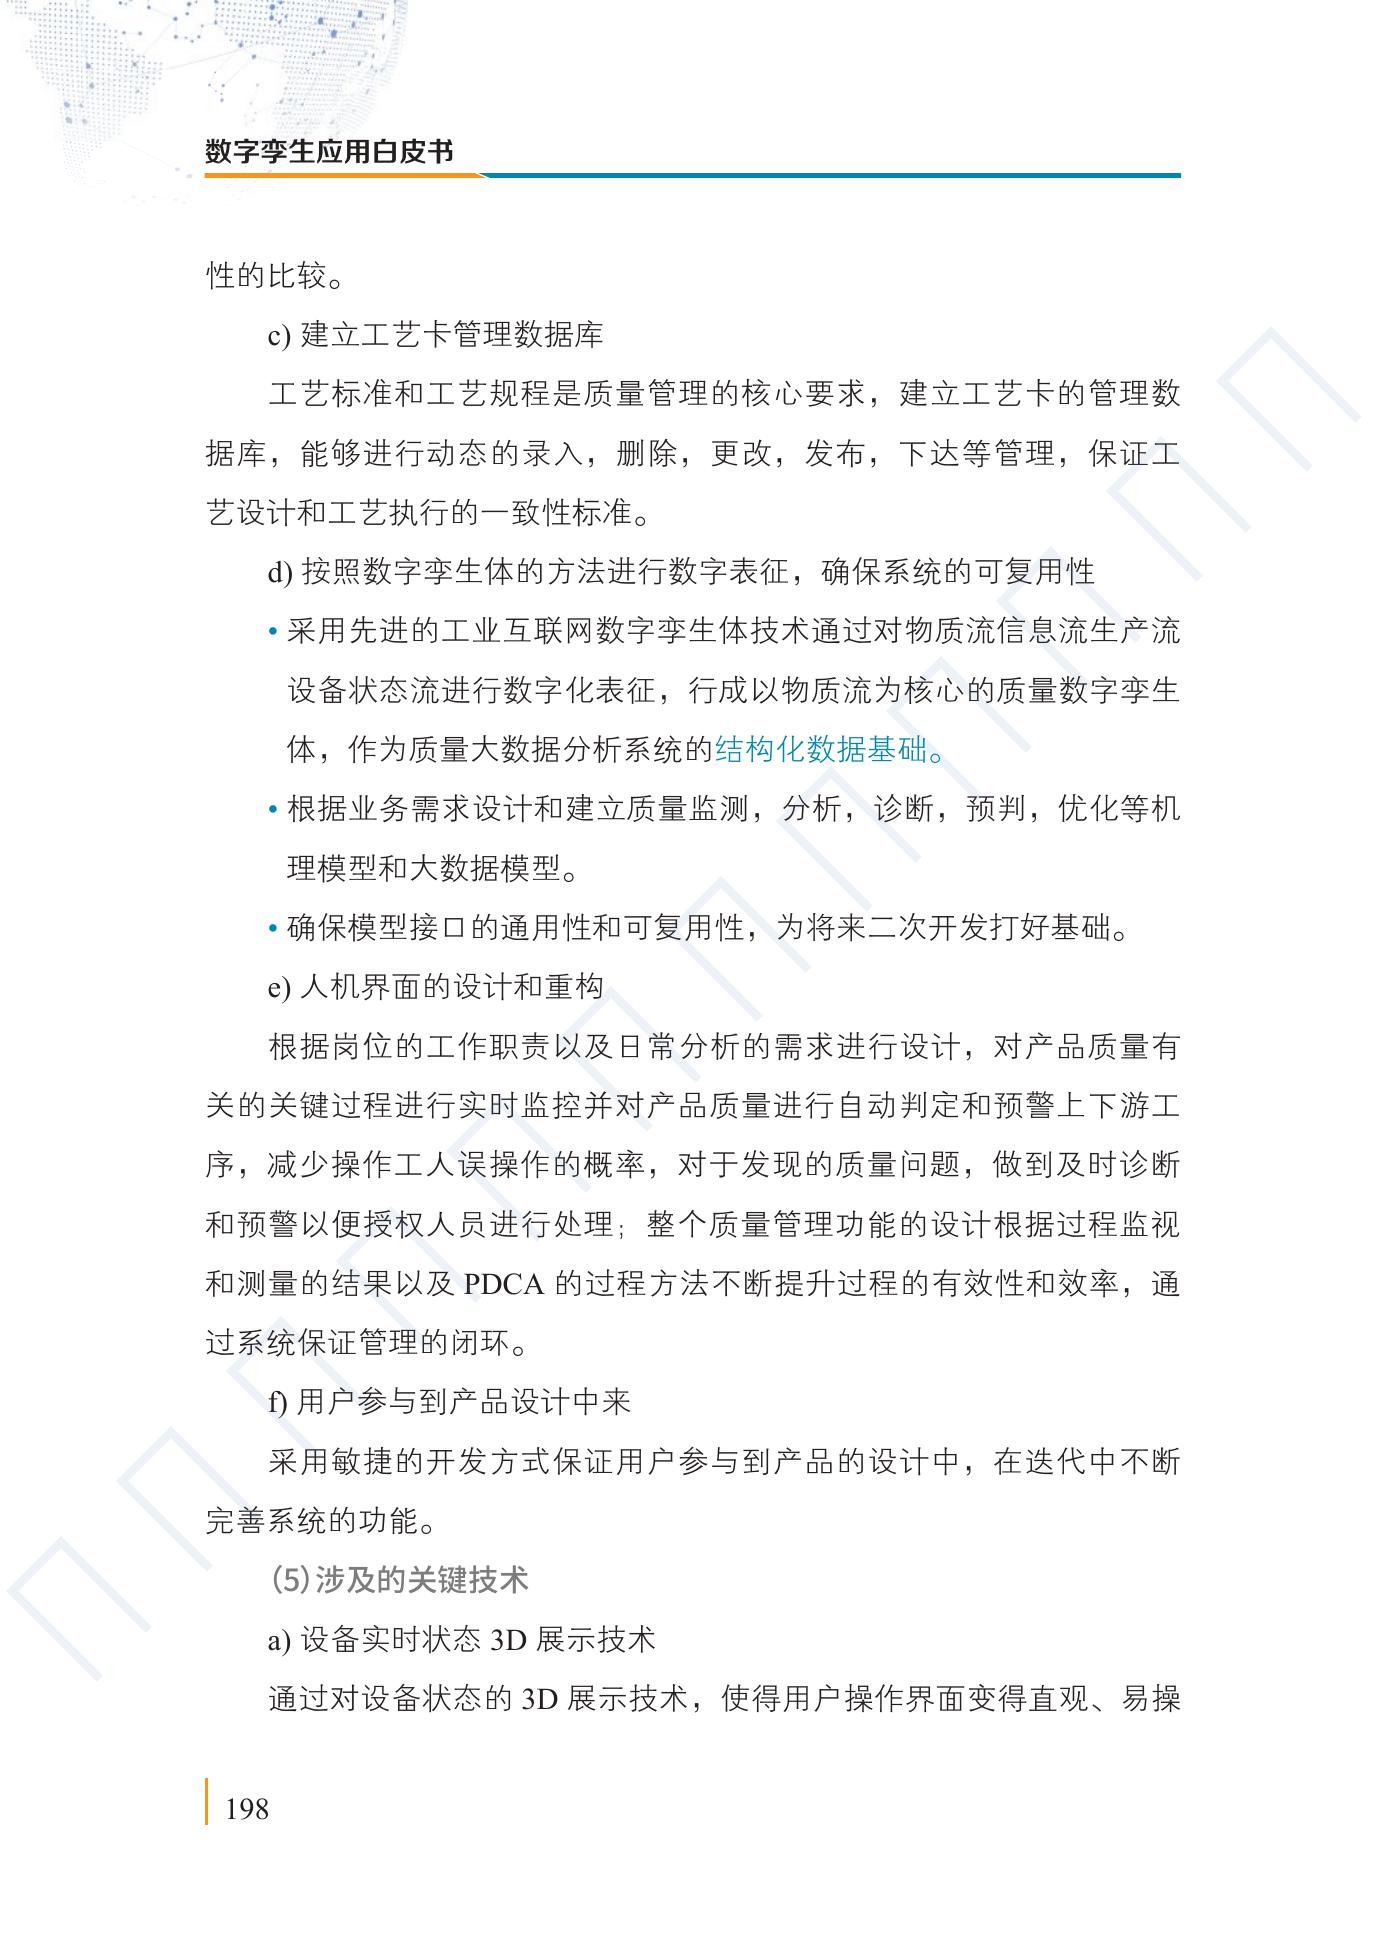 数字孪生应用白皮书
性的比较。
c) 建立工艺卡管理数据库
工艺标准和工艺规程是质量管理的核心要求，建立工艺卡的管理数
据库，能够进行动态的录入，删除，更改，发布，下达等管理，保证工
艺设计和工艺执行的一致性标准。
d) 按照数字孪生体的方法进行数字表征，确保系统的可复用性
• 采用先进的工业互联网数字孪生体技术通过对物质流信息流生产流
设备状态流进行数字化表征，行成以物质流为核心的质量数字孪生
体，作为质量大数据分析系统的结构化数据基础。
• 根据业务需求设计和建立质量监测，分析，诊断，预判，优化等机
理模型和大数据模型。
• 确保模型接口的通用性和可复用性，为将来二次开发打好基础。
e) 人机界面的设计和重构
根据岗位的工作职责以及日常分析的需求进行设计，对产品质量有
关的关键过程进行实时监控并对产品质量进行自动判定和预警上下游工
序，减少操作工人误操作的概率，对于发现的质量问题，做到及时诊断
和预警以便授权人员进行处理；整个质量管理功能的设计根据过程监视
和测量的结果以及 PDCA 的过程方法不断提升过程的有效性和效率，通
过系统保证管理的闭环。
f) 用户参与到产品设计中来
采用敏捷的开发方式保证用户参与到产品的设计中，在迭代中不断
完善系统的功能。
（5）涉及的关键技术
a) 设备实时状态 3D 展示技术
通过对设备状态的 3D 展示技术，使得用户操作界面变得直观、易操
198